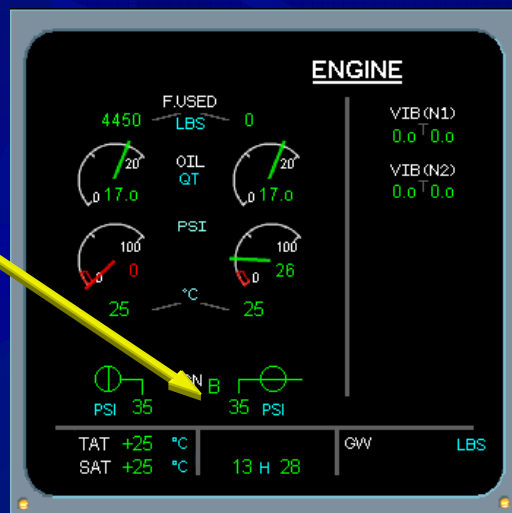 ENGINE
F.USED
4450 LBS 0
VIB(N1)
0.0 0.0
OIL
QT
20 20
0 17.0 0 17.0
VIB(N2)
0.0 0.0
PSI
100 100
0 0 0 26
°C
25 25
B
PSI 35 35 PSI
TAT +25 °C
SAT +25 °C
13 H 28
GW LBS